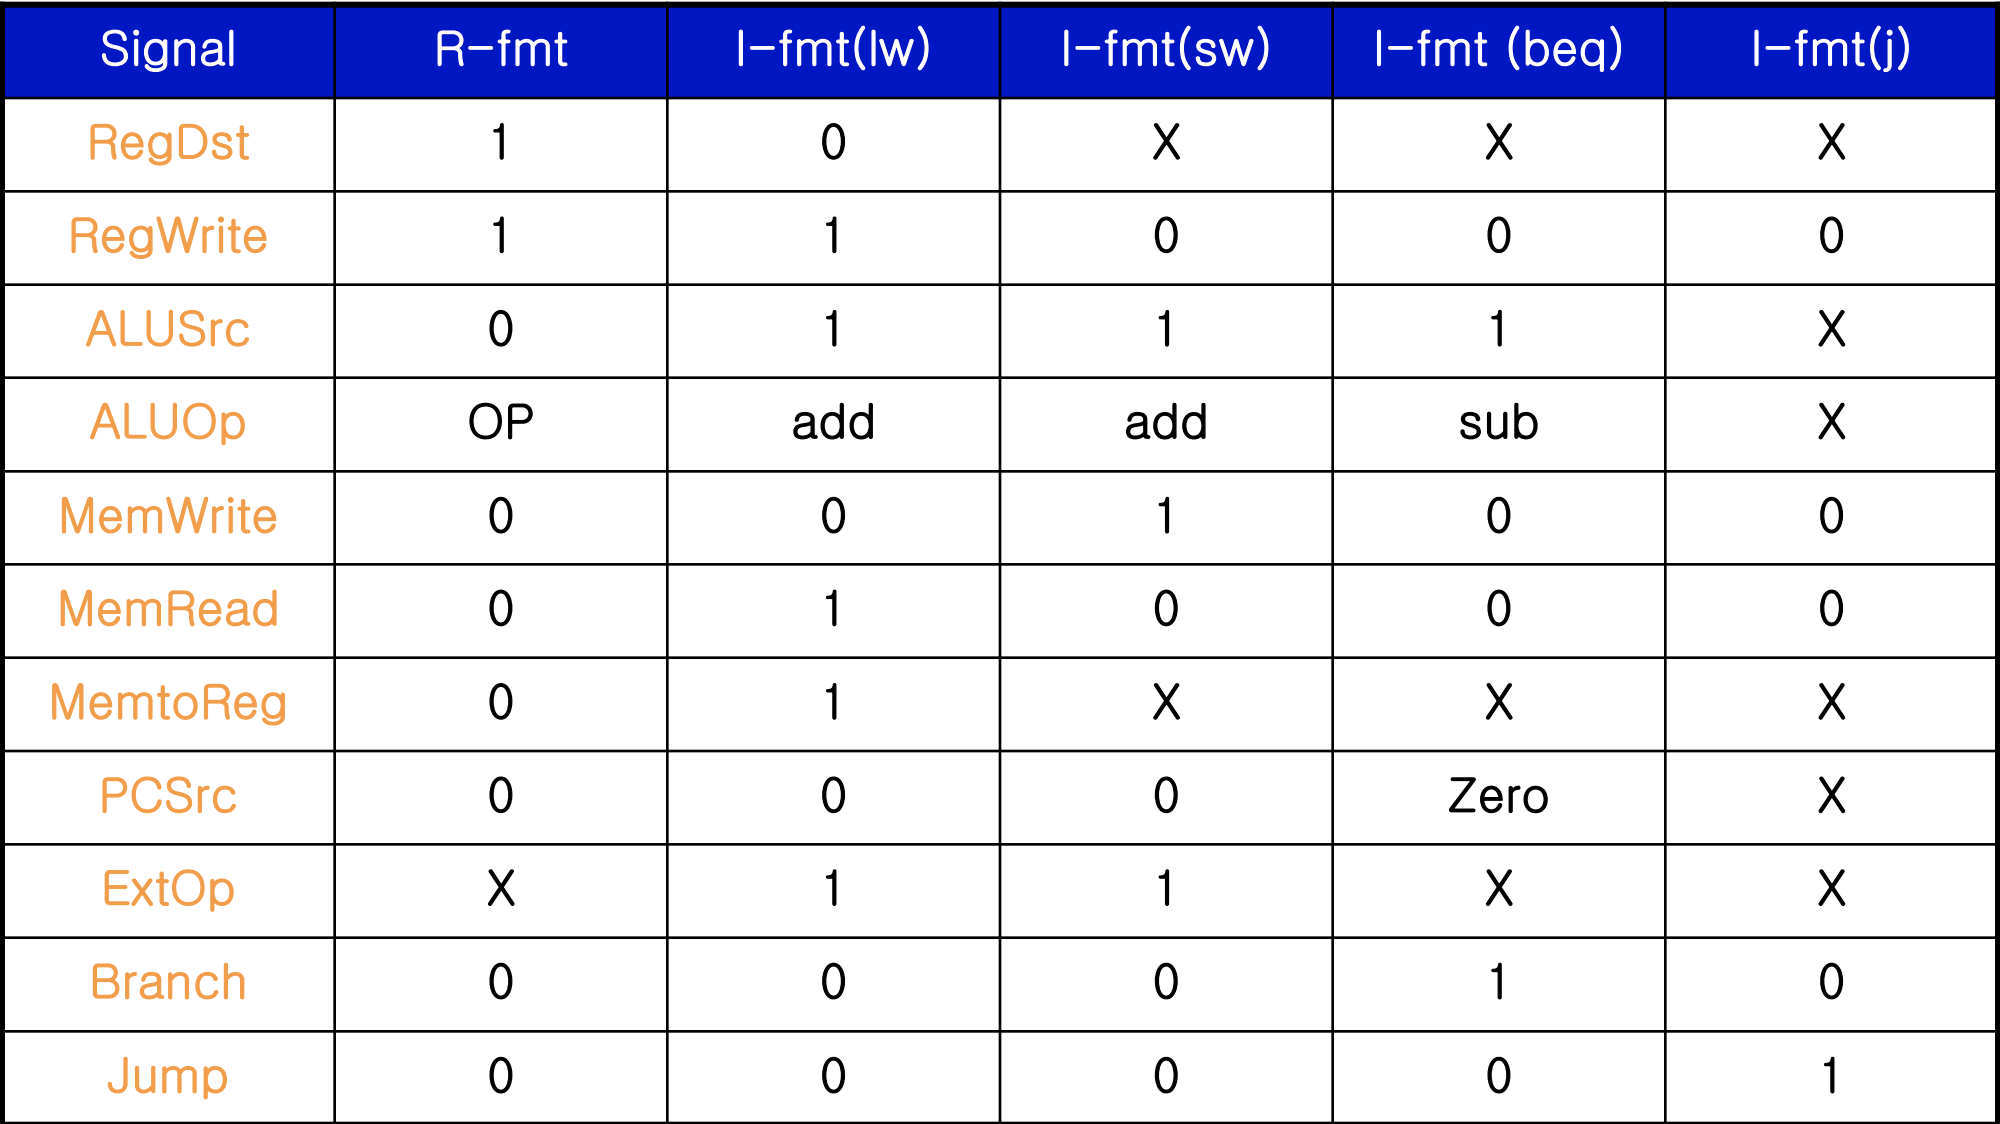 Signal R-fmt I-fmt(lw) I-fmt(sw) I-fmt (beq) I-fmt(j)
RegDst 1 0 X X X
RegWrite 1 1 0 0 0
ALUSrc 0 1 1 1 X
ALUOp OP add add sub X
MemWrite 0 0 1 0 0
MemRead 0 1 0 0 0
MemtoReg 0 1 X X X
PCSrc 0 0 0 Zero X
ExtOp X 1 1 X X
Branch 0 0 0 1 0
Jump 0 0 0 0 1